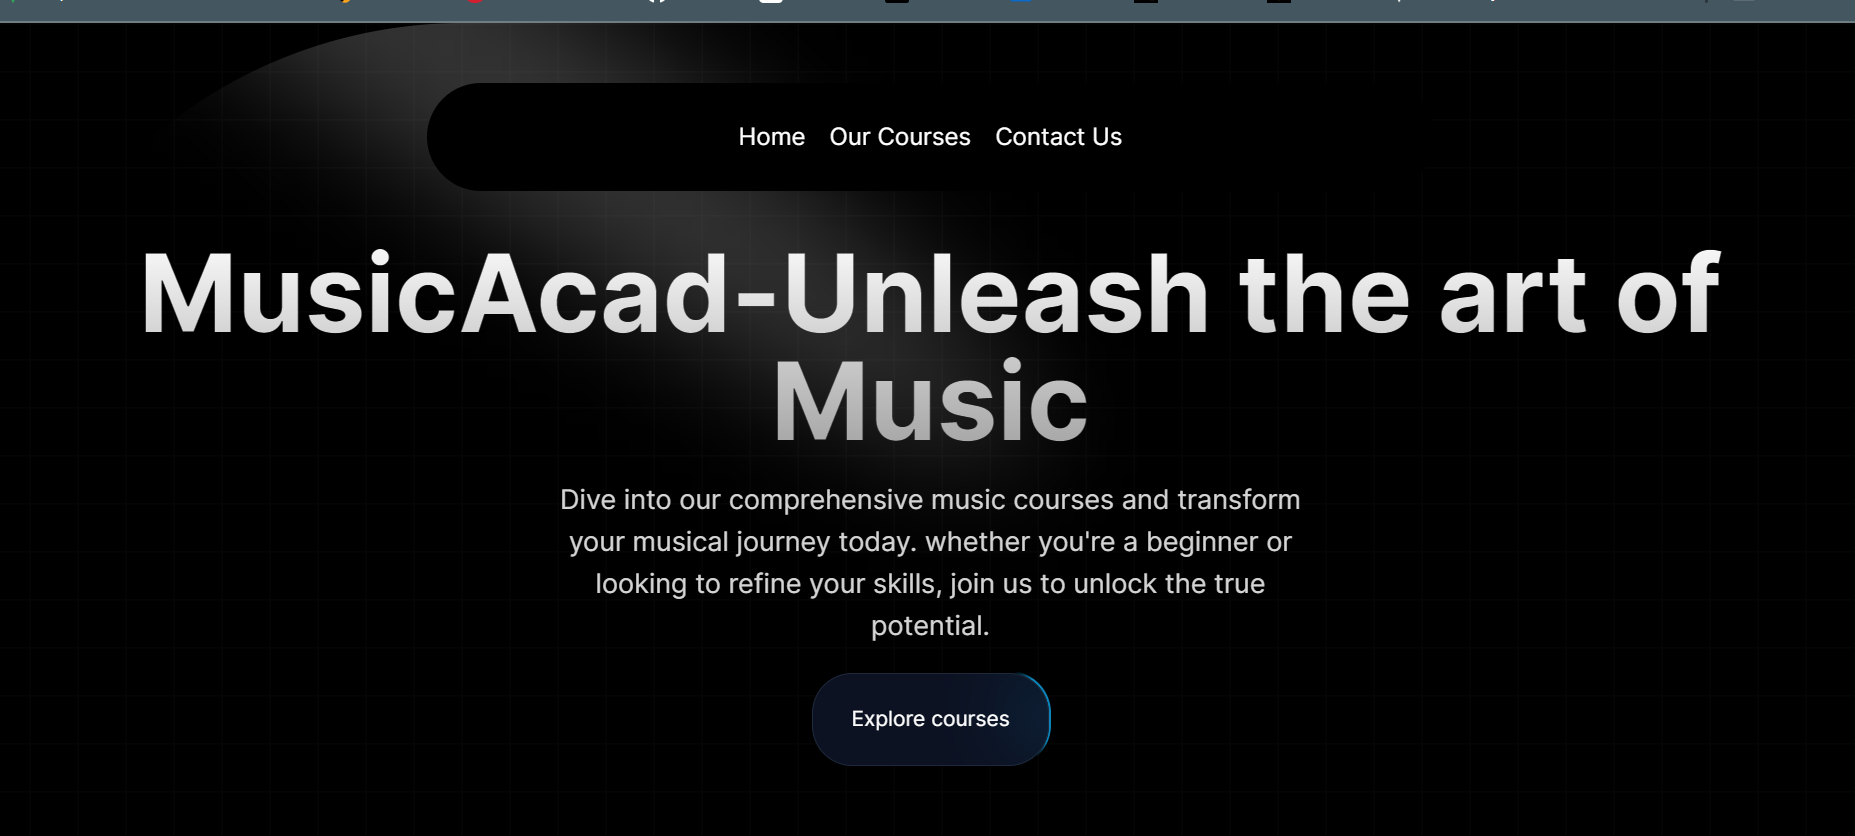 Home Our Courses Contact Us
MusicAcad-Unleash the art of
Music
Dive into our comprehensive music courses and transform
your musical journey today. whether you're a beginner or
looking to refine your skills, join us to unlock the true
potential.
Explore courses